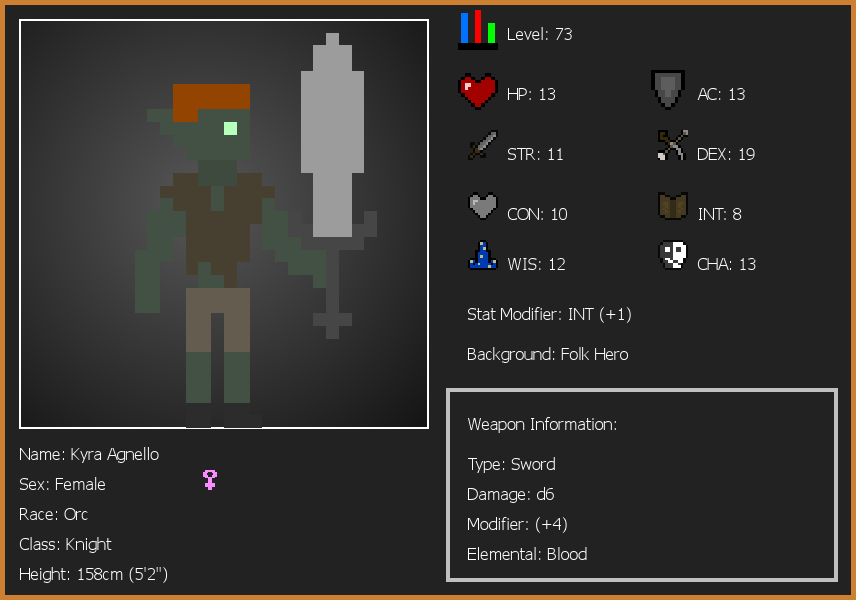 Level: 73
HP: 13
AC: 13
STR: 11
DEX: 19
CON: 10
INT: 8
WIS: 12
CHA: 13
Stat Modifier: INT (+1)
Background: Folk Hero
Weapon Information:
Type: Sword
Damage: d6
Modifier: (+4)
Elemental: Blood
Name: Kyra Agnello
Sex: Female
Race: Orc
Class: Knight
Height: 158cm (5'2")